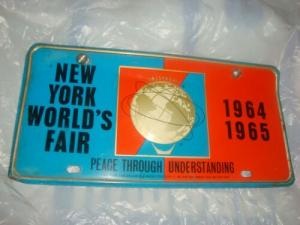 NEW
YORK
WORLD'S
FAIR
1964
1965
PEACE THROUGH UNDERSTANDING